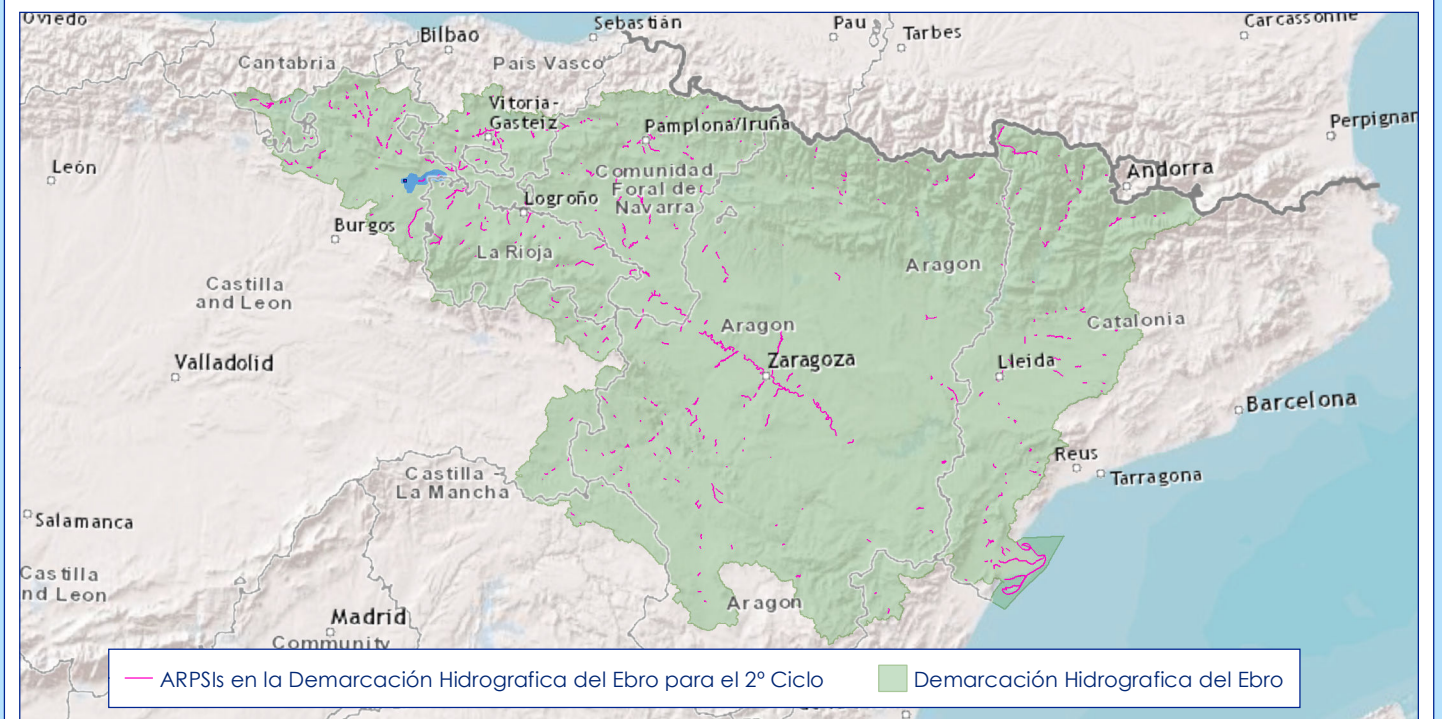 Oviedo
Sebastián
Pau
Tarbes
Carcassonne
Bilbao
Cantabria
País Vasco
Vitoria-
Gasteiz
Pamplona/Iruña
Perpignan
León
Andorra
Comunidad
Foral de
Navarra
Logroño
Burgos
La Rioja
Aragon
Castilla
and Leon
Aragon
Catalonia
Valladolid
Zaragoza
Lleida
Barcelona
Reus
Castilla
La Mancha
Tarragona
Salamanca
Castilla
nd Leon
Aragon
Madrid
Community
ARPSIs en la Demarcación Hidrografica del Ebro para el 2º Ciclo
Demarcación Hidrografica del Ebro